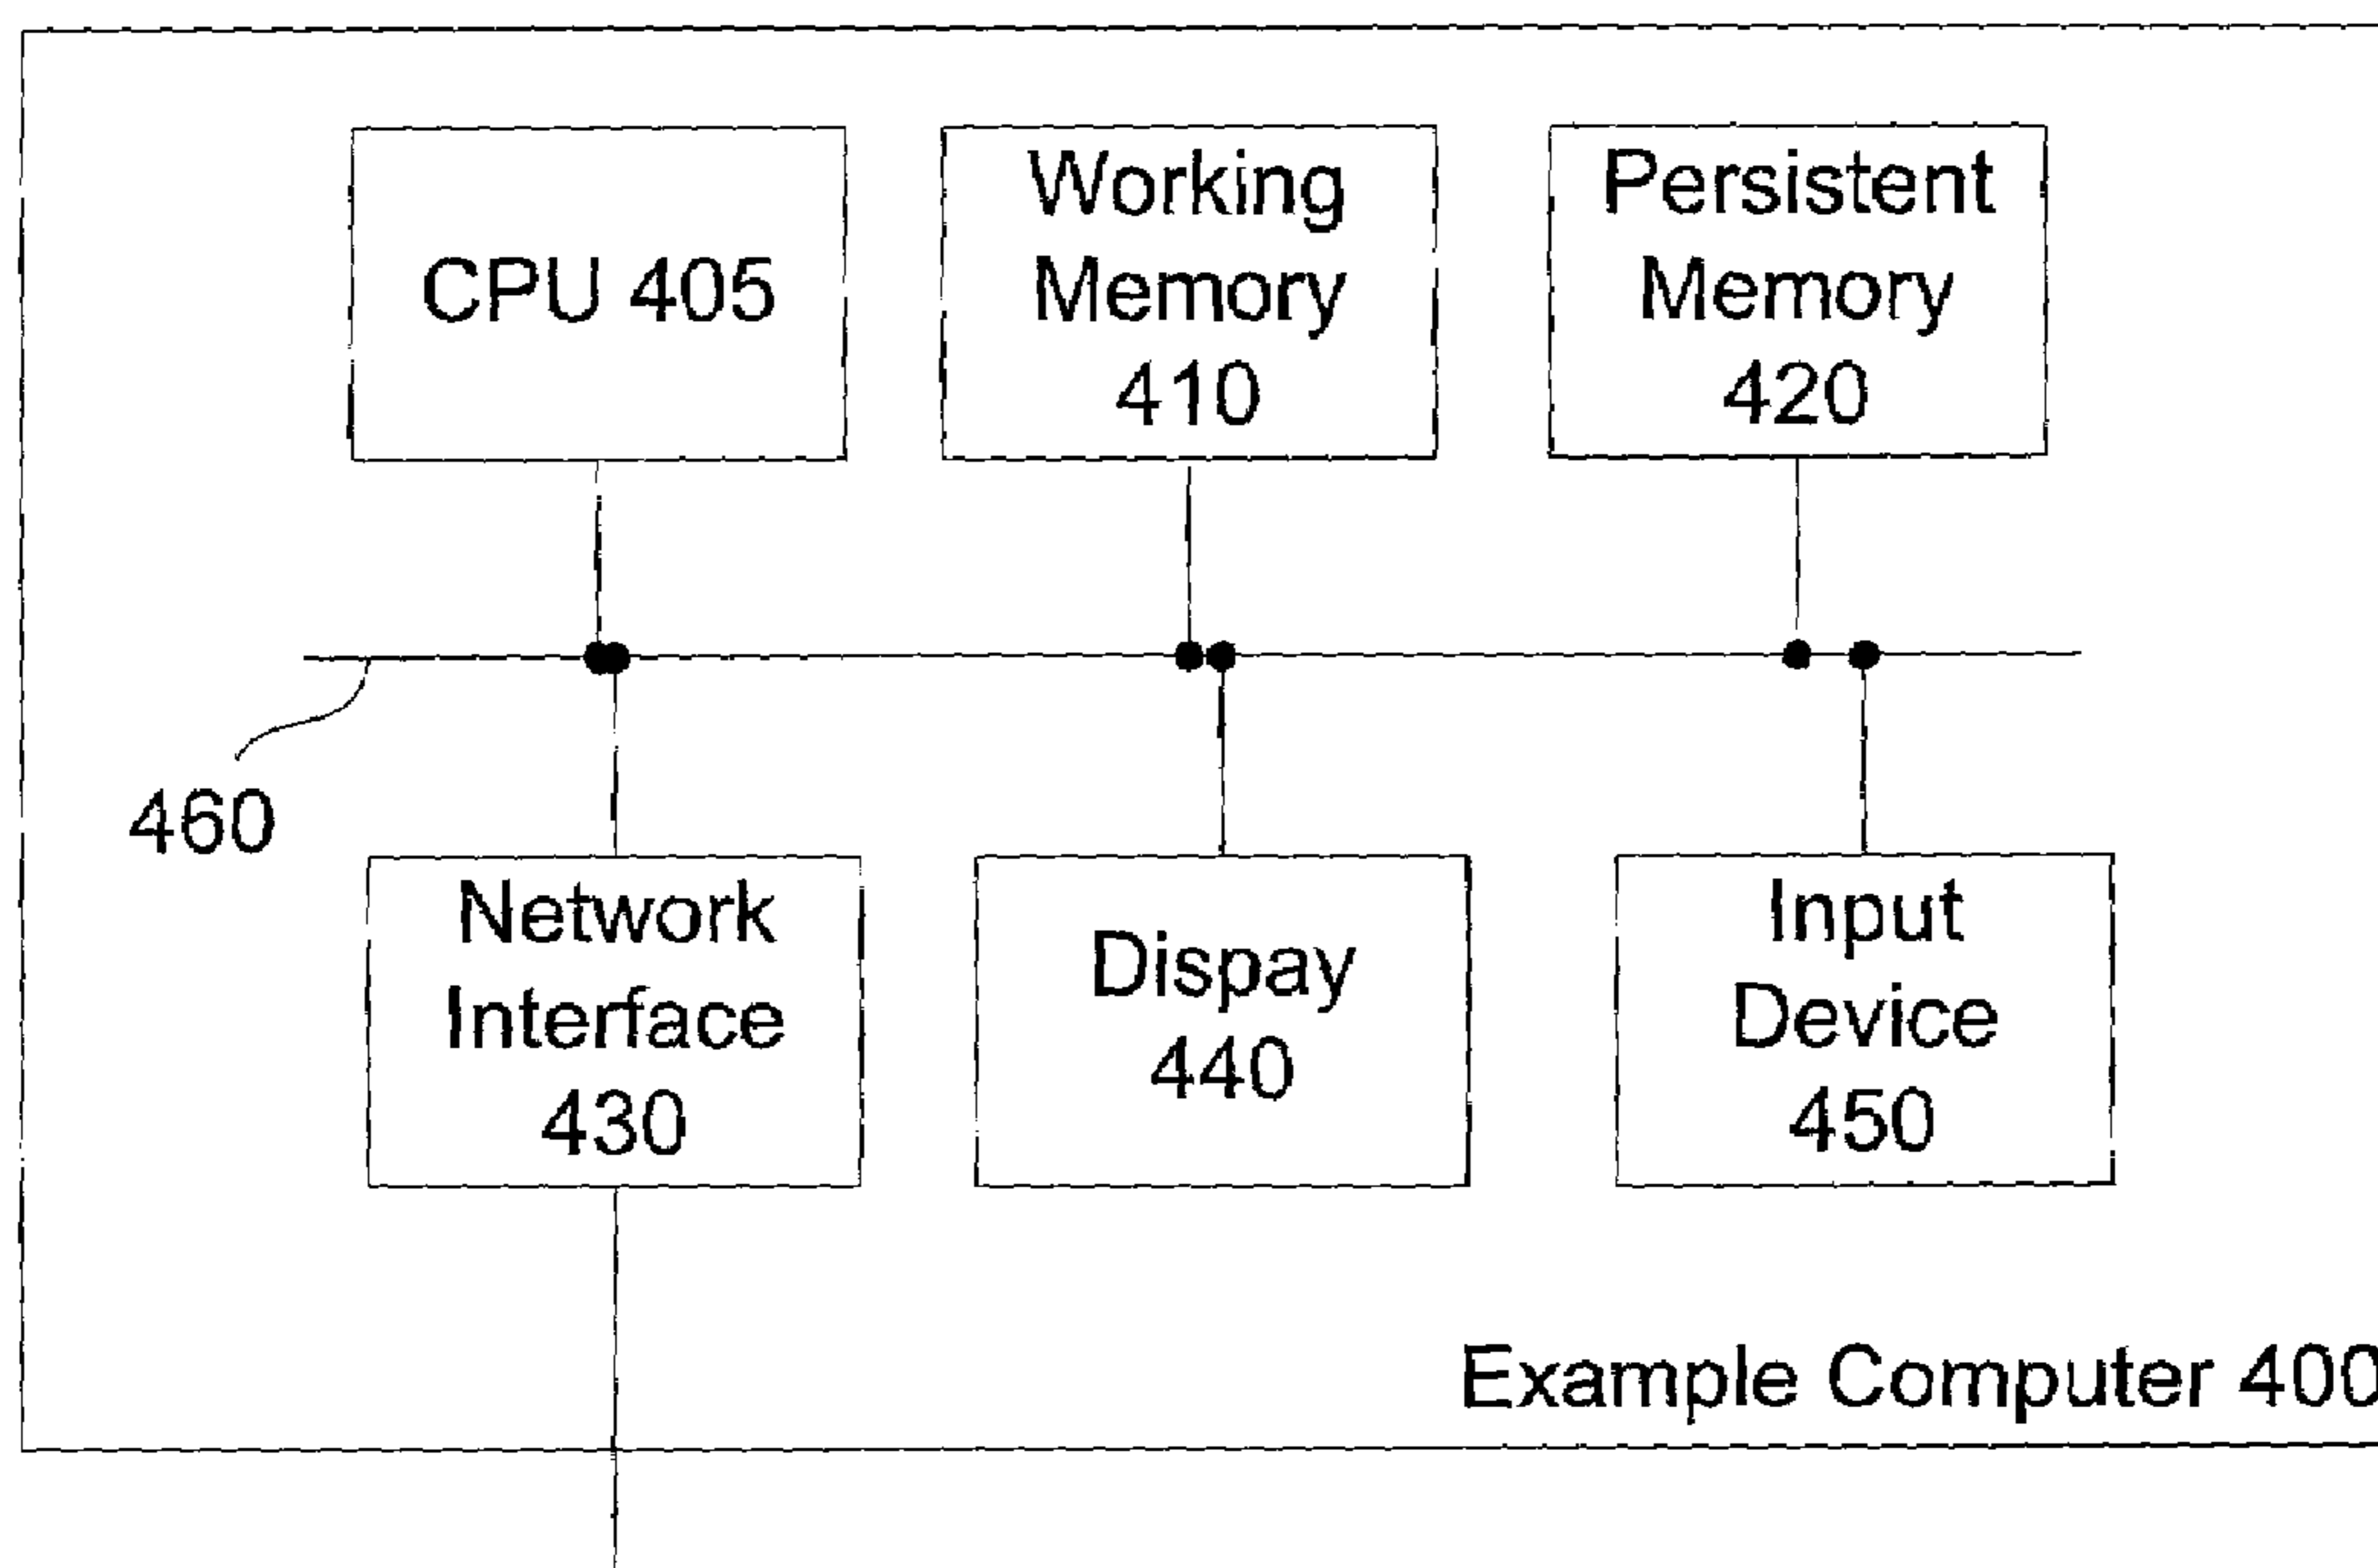 CPU 405
Working
Memory
410
Persistent
Memory
420
460
Network
Interface
430
Dispay
440
Input
Device
450
Example Computer 400